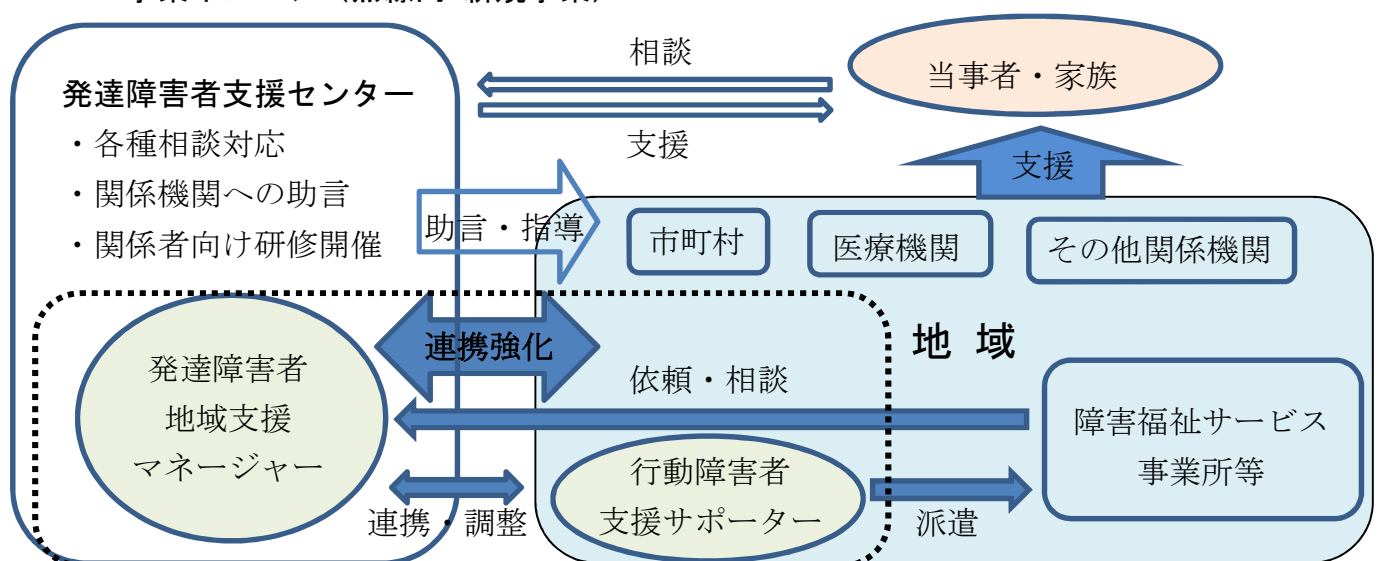 相談
当事者・家族
発達障害者支援センター
・各種相談対応
・関係機関への助言
・関係者向け研修開催
支援
支援
助言・指導
市町村
医療機関
その他関係機関
連携強化
地 域
発達障害者
地域支援
マネージャー
依頼・相談
障害福祉サービス
事業所等
行動障害者
支援サポーター
連携・調整
派遣